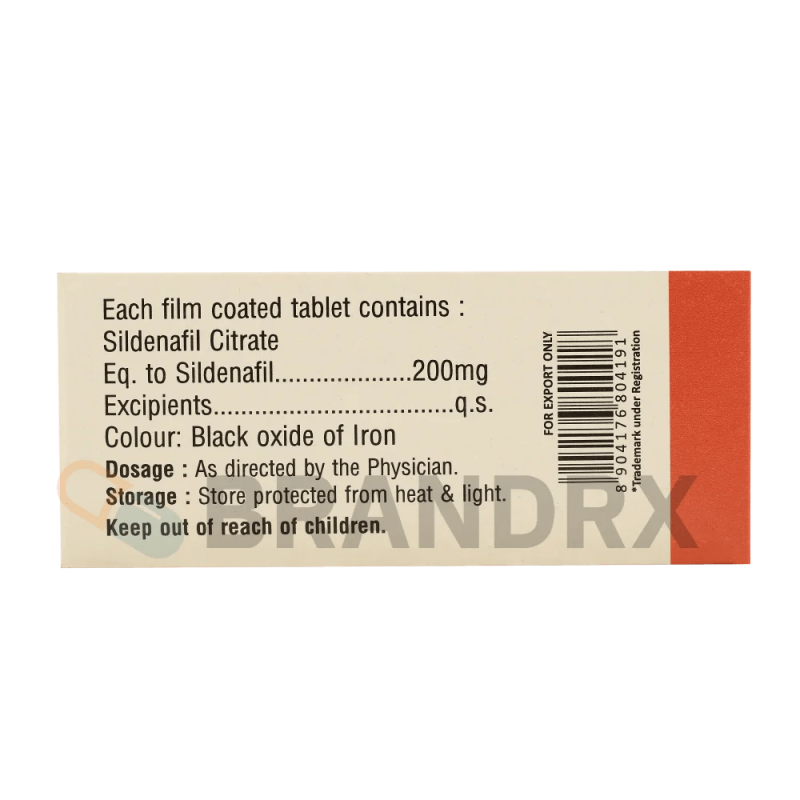 Each film coated tablet contains :
Sildenafil Citrate
Eq. to Sildenafil....................200mg
Excipients...................................q.s.
Colour: Black oxide of Iron
Dosage : As directed by the Physician.
Storage : Store protected from heat & light.
Keep out of reach of children.
FOR EXPORT ONLY
8 904176 804191
*Trademark under Registration
BRANDRX